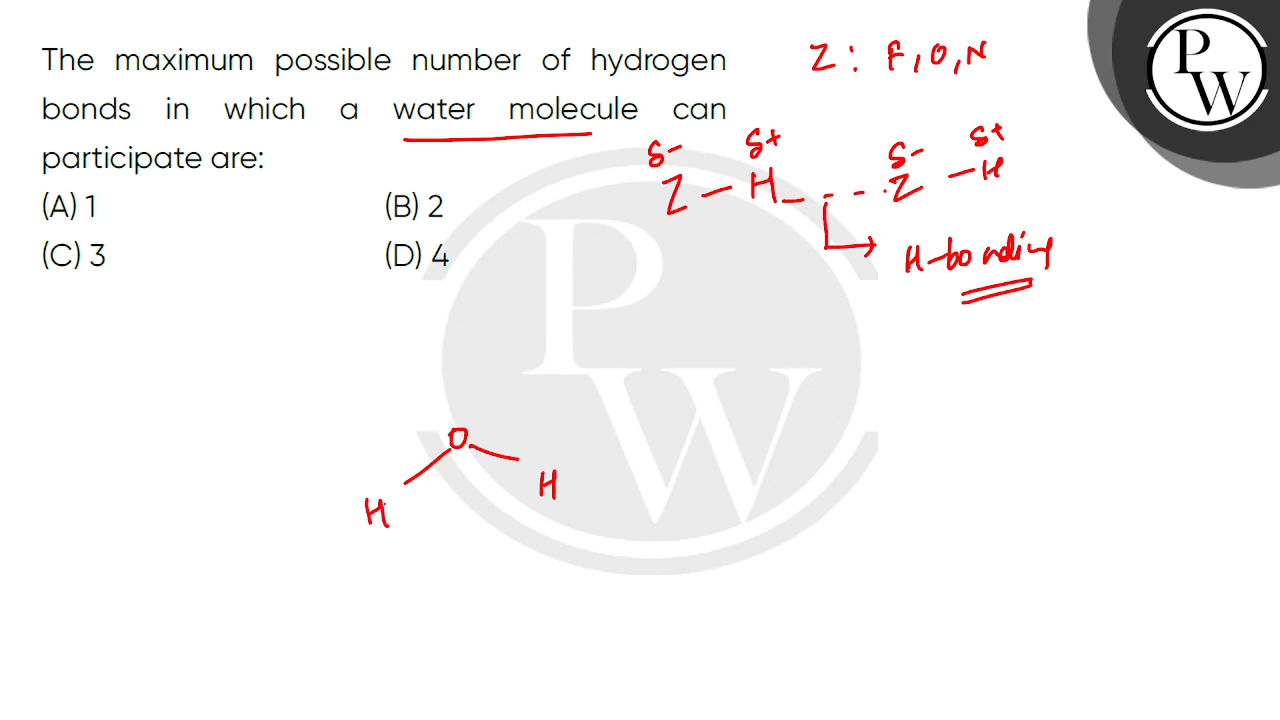 The maximum possible number of hydrogen
bonds in which a water molecule can
participate are:
(A) 1 (B) 2
(C) 3 (D) 4
Z : F, O, N
δ- δ+ δ- δ+
Z - H - - - Z - H
H-bonding
O
H H
P
W
P
W